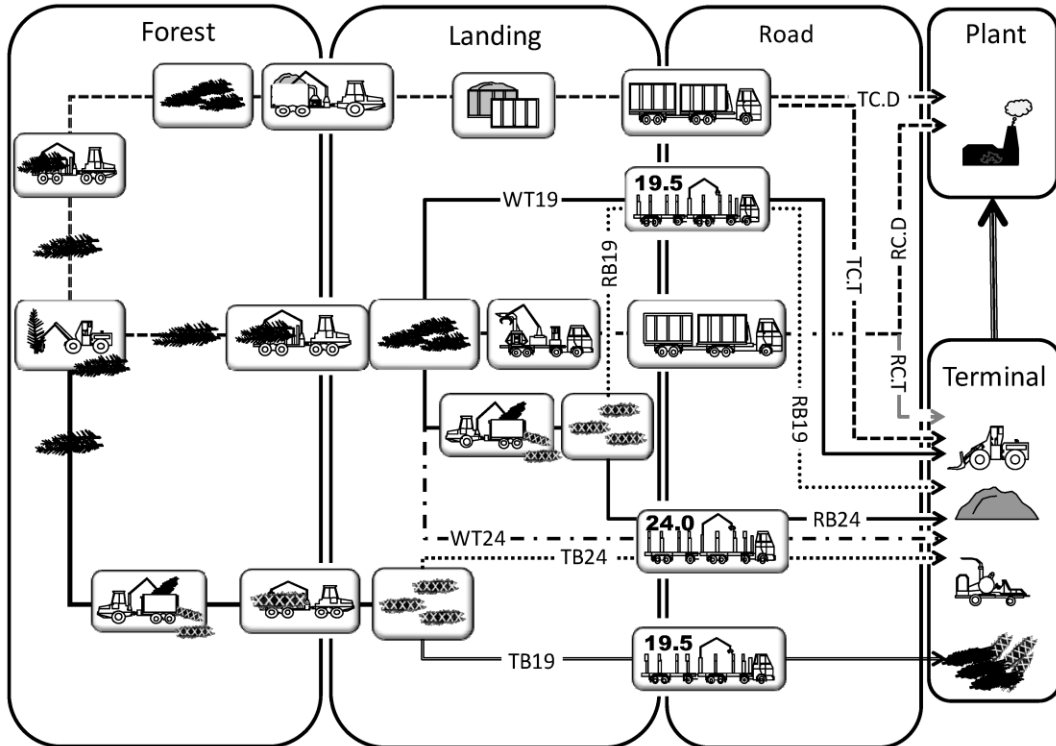 Forest
Landing
Road
Plant
TC.D
19.5
WT19
RB19
TC.T
RC.D
RC.T
Terminal
RB19
24.0
RB24
WT24
TB24
19.5
TB19